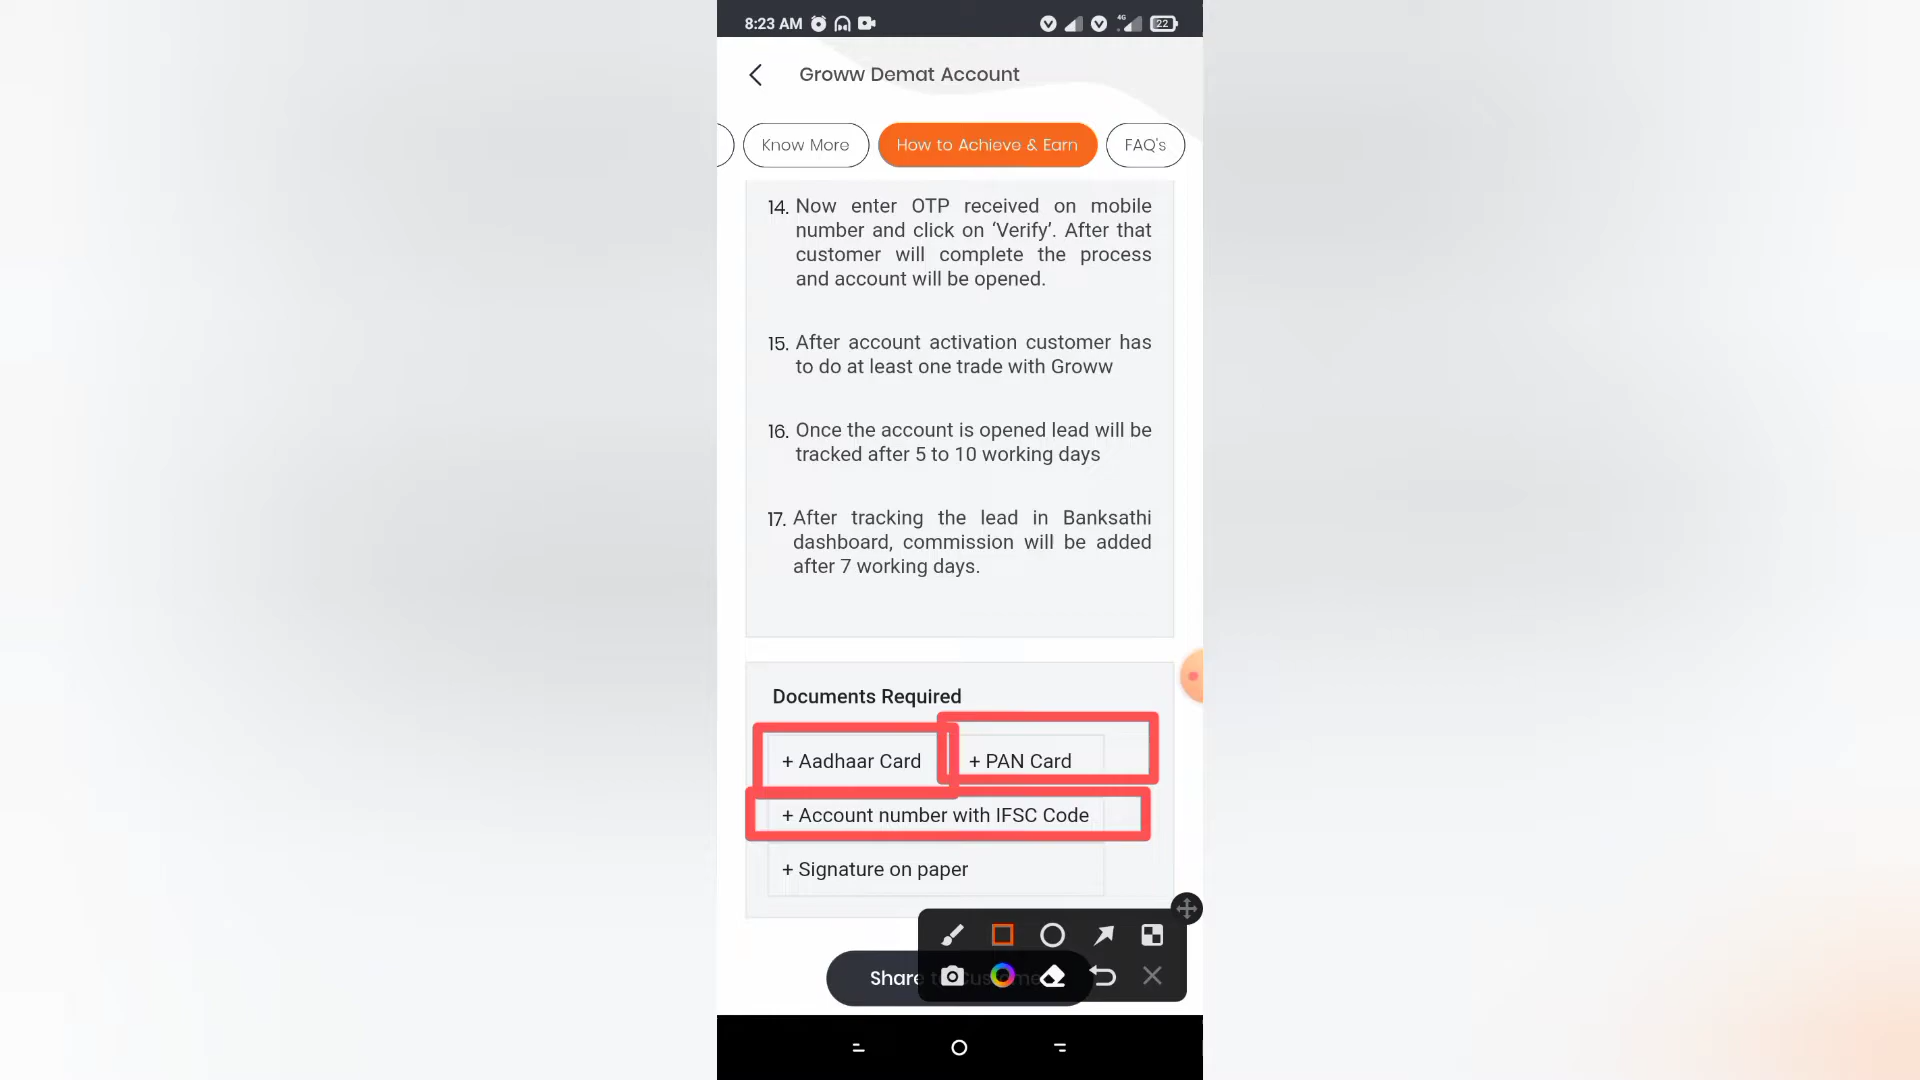 8:23 AM
4G
22
Groww Demat Account
Know More
How to Achieve & Earn
FAQ's
14. Now enter OTP received on mobile
number and click on ‘Verify’. After that
customer will complete the process
and account will be opened.
15. After account activation customer has
to do at least one trade with Groww
16. Once the account is opened lead will be
tracked after 5 to 10 working days
17. After tracking the lead in Banksathi
dashboard, commission will be added
after 7 working days.
Documents Required
+ Aadhaar Card
+ PAN Card
+ Account number with IFSC Code
+ Signature on paper
Share to Customer